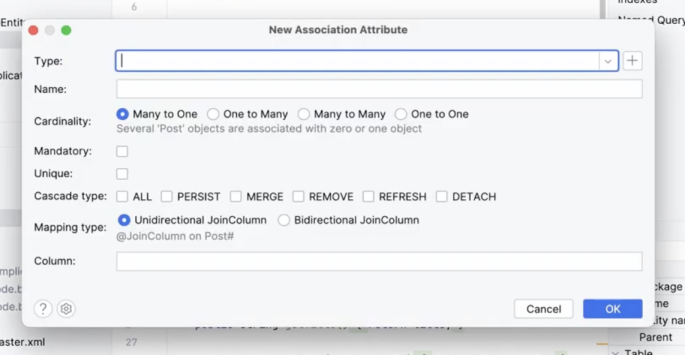 6
Indexes
Named Query
Entit
New Association Attribute
Type:
Name:
Cardinality: Many to One One to Many Many to Many One to One
Several 'Post' objects are associated with zero or one object
Mandatory:
Unique:
Cascade type: ALL PERSIST MERGE REMOVE REFRESH DETACH
Mapping type: Unidirectional JoinColumn Bidirectional JoinColumn
@JoinColumn on Post#
Column:
? Cancel OK
plicat
mplic
ode.b
ode.b
aster.xml
27
ckage
me
ity na
Parent
Table